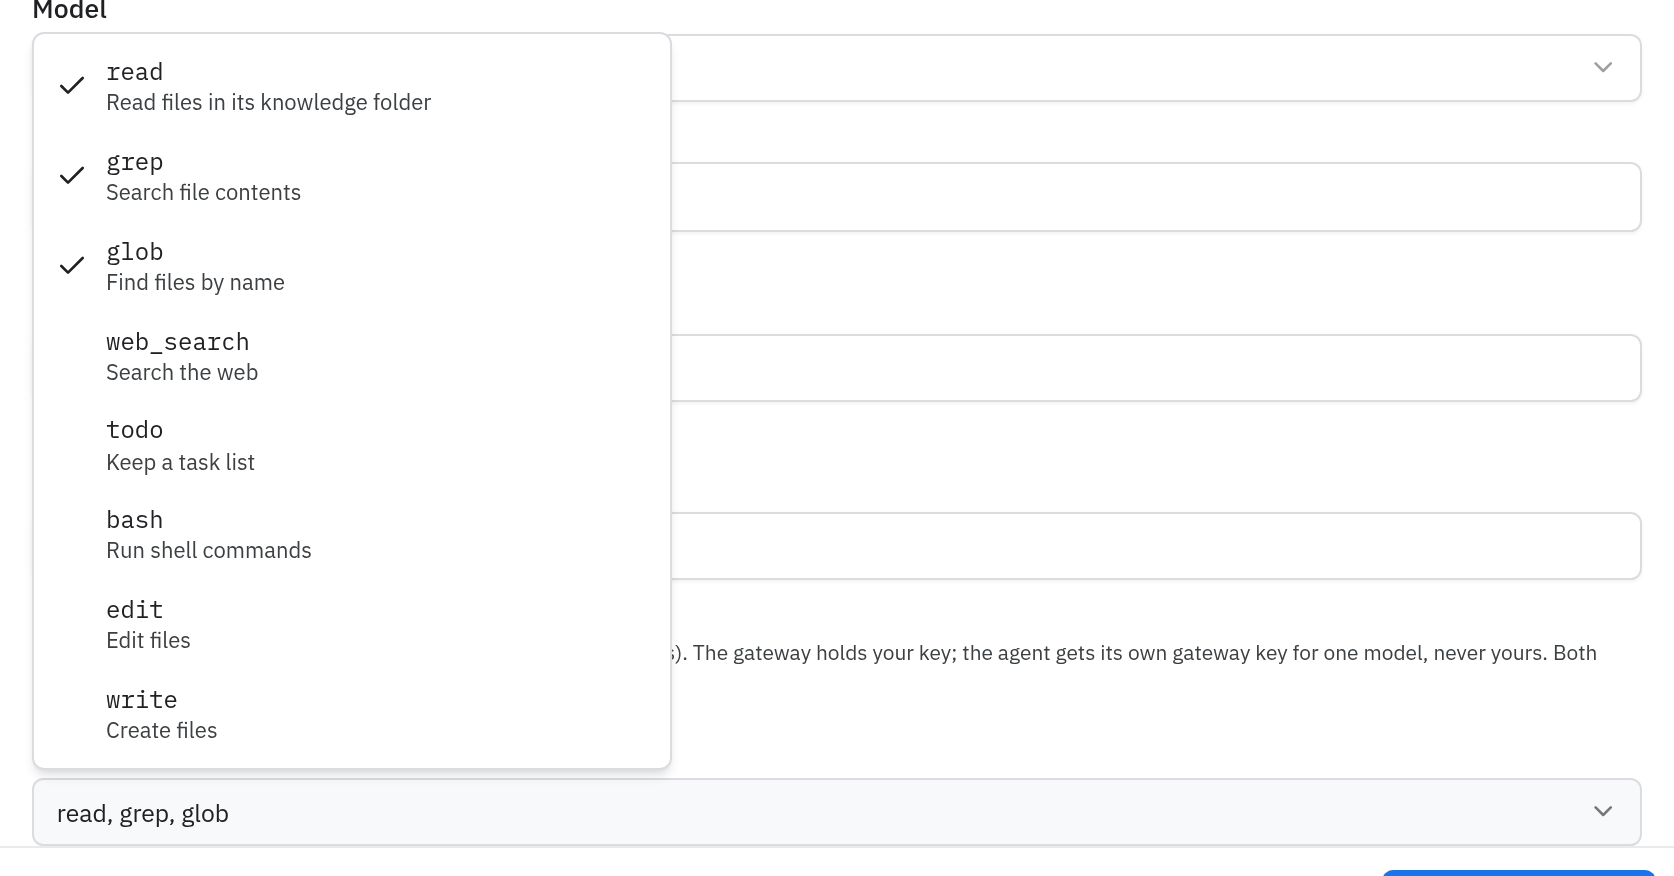 Model
read
Read files in its knowledge folder
grep
Search file contents
glob
Find files by name
web_search
Search the web
todo
Keep a task list
bash
Run shell commands
edit
Edit files
). The gateway holds your key; the agent gets its own gateway key for one model, never yours. Both
write
Create files
read, grep, glob